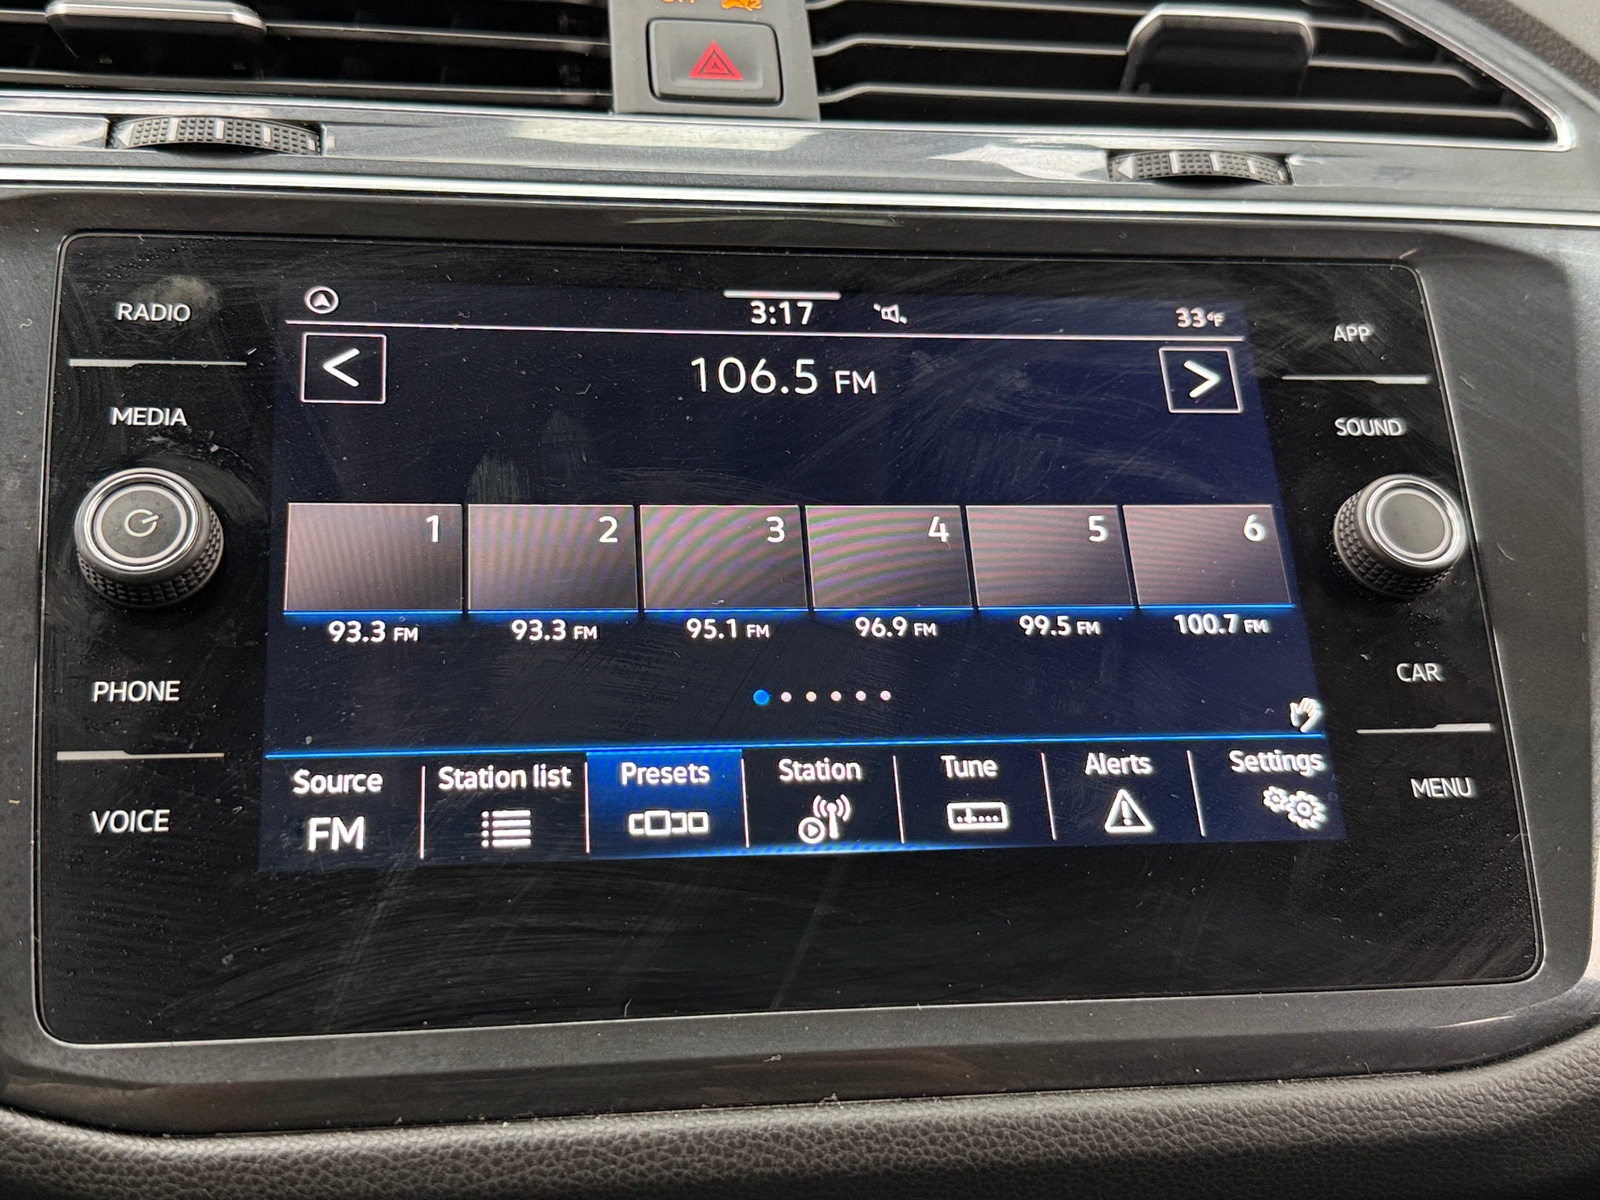 OFF
RADIO
MEDIA
PHONE
VOICE
3:17
33°F
106.5 FM
1 2 3 4 5 6
93.3 FM 93.3 FM 95.1 FM 96.9 FM 99.5 FM 100.7 FM
Source Station list Presets Station Tune Alerts Settings
FM
APP
SOUND
CAR
MENU